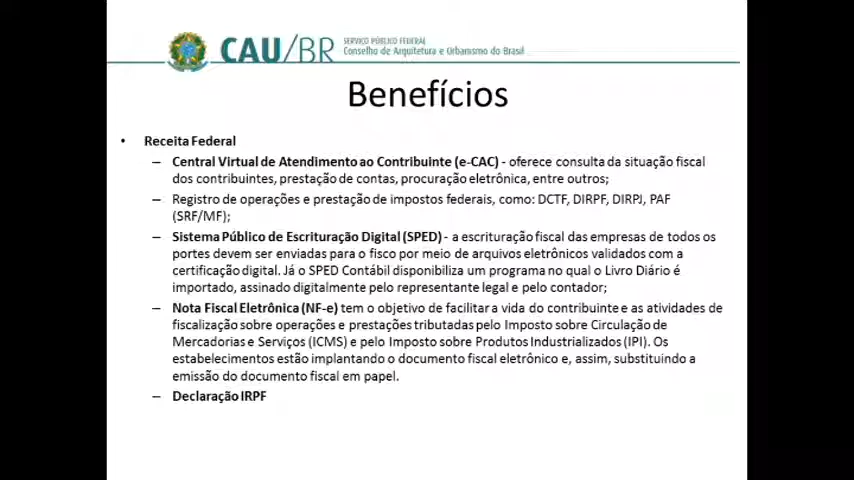 CAU/BR
SERVIÇO PÚBLICO FEDERAL
Conselho de Arquitetura e Urbanismo do Brasil
Benefícios
• Receita Federal
– Central Virtual de Atendimento ao Contribuinte (e-CAC) - oferece consulta da situação fiscal
dos contribuintes, prestação de contas, procuração eletrônica, entre outros;
– Registro de operações e prestação de impostos federais, como: DCTF, DIRPF, DIRPJ, PAF
(SRF/MF);
– Sistema Público de Escrituração Digital (SPED) - a escrituração fiscal das empresas de todos os
portes devem ser enviadas para o fisco por meio de arquivos eletrônicos validados com a
certificação digital. Já o SPED Contábil disponibiliza um programa no qual o Livro Diário é
importado, assinado digitalmente pelo representante legal e pelo contador;
– Nota Fiscal Eletrônica (NF-e) tem o objetivo de facilitar a vida do contribuinte e as atividades de
fiscalização sobre operações e prestações tributadas pelo Imposto sobre Circulação de
Mercadorias e Serviços (ICMS) e pelo Imposto sobre Produtos Industrializados (IPI). Os
estabelecimentos estão implantando o documento fiscal eletrônico e, assim, substituindo a
emissão do documento fiscal em papel.
– Declaração IRPF